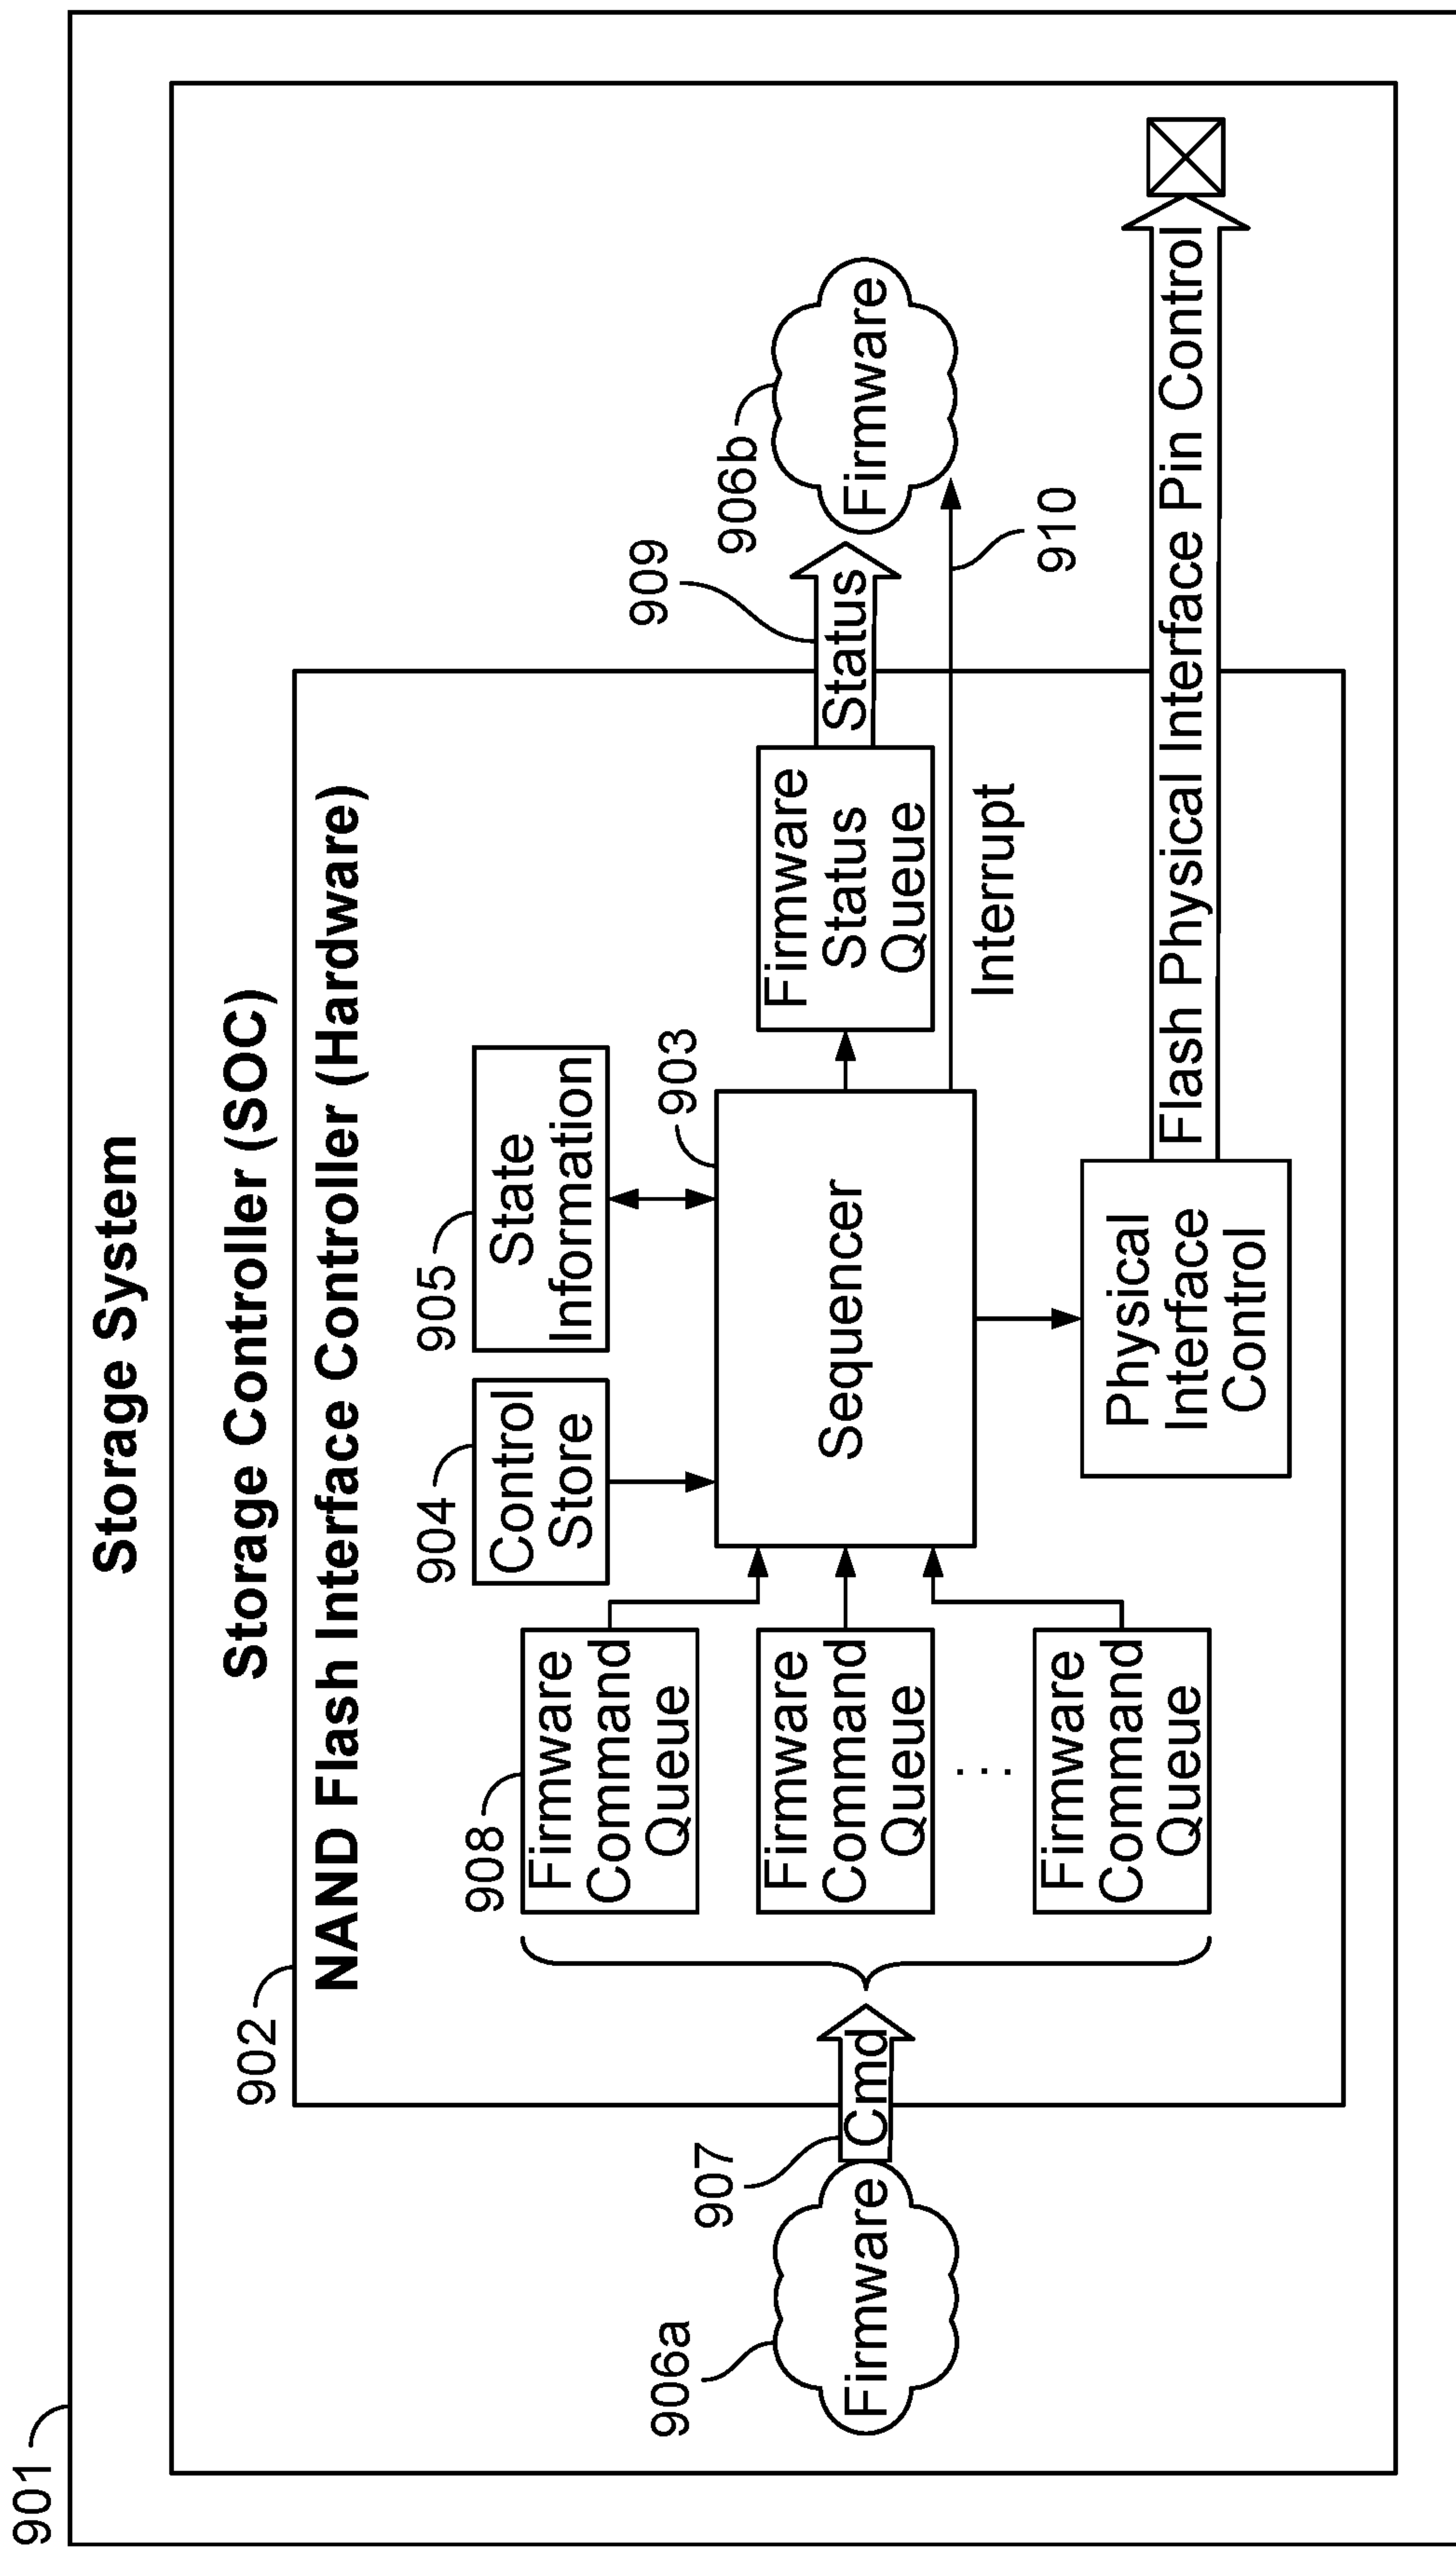 901
Storage System
Storage Controller (SOC)
902
NAND Flash Interface Controller (Hardware)
906a
Firmware
907
Cmd
908
Firmware
Command
Queue
Firmware
Command
Queue
. . .
Firmware
Command
Queue
904
Control
Store
905
State
Information
903
Sequencer
Physical
Interface
Control
Firmware
Status
Queue
Interrupt
909
Status
906b
Firmware
910
Flash Physical Interface Pin Control